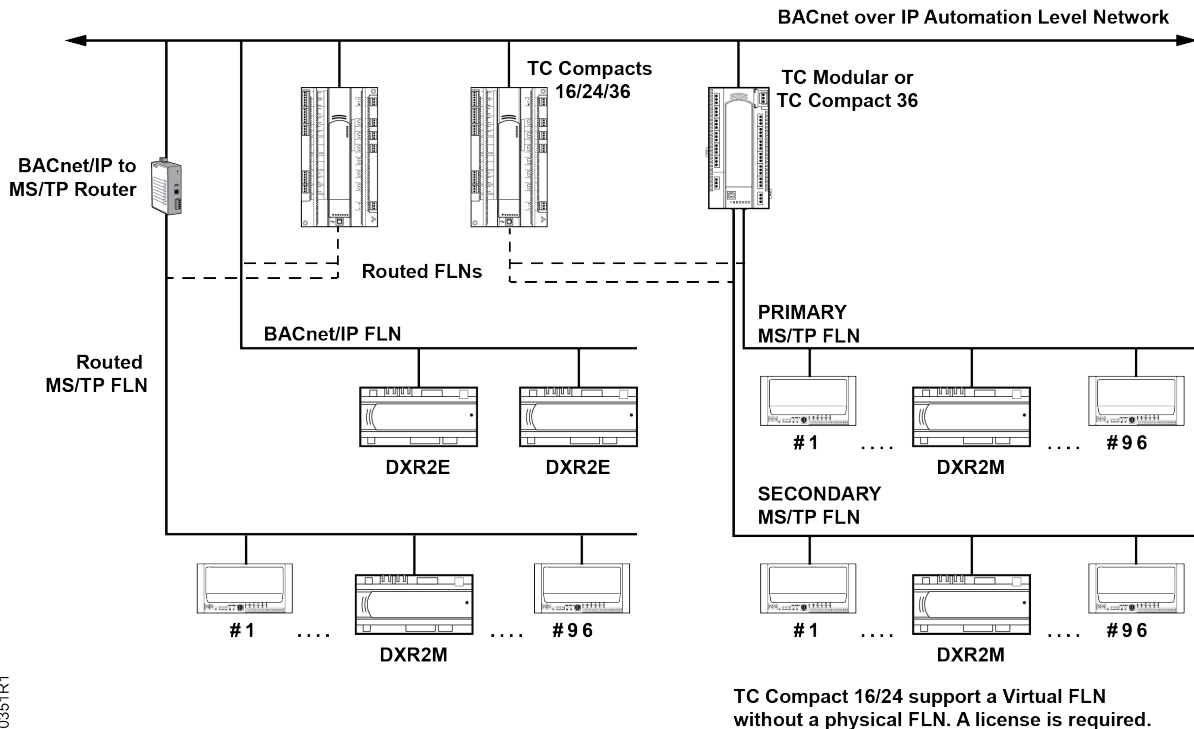 BACnet over IP Automation Level Network
TC Compacts
16/24/36
TC Modular or
TC Compact 36
BACnet/IP to
MS/TP Router
Routed FLNs
BACnet/IP FLN
Routed
MS/TP FLN
PRIMARY
MS/TP FLN
DXR2E
DXR2E
#1
. . . .
DXR2M
. . . .
#96
SECONDARY
MS/TP FLN
#1
. . . .
DXR2M
. . . .
#96
#1
. . . .
DXR2M
. . . .
#96
TC Compact 16/24 support a Virtual FLN
without a physical FLN. A license is required.
0351R1